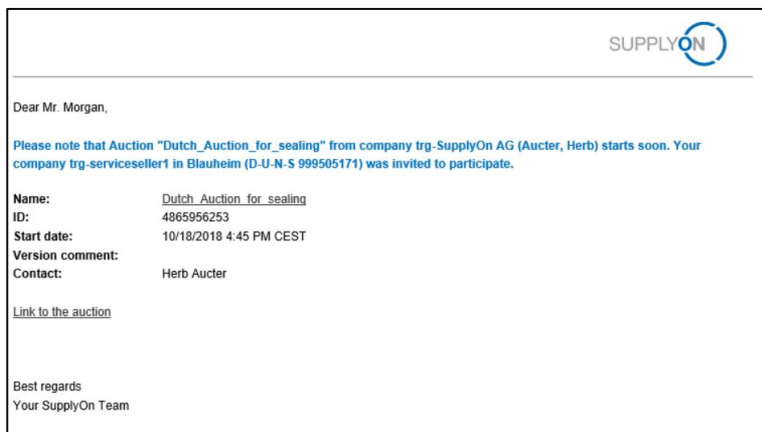 SUPPLYON
Dear Mr. Morgan,
Please note that Auction "Dutch_Auction_for_sealing" from company trg-SupplyOn AG (Aucter, Herb) starts soon. Your
company trg-serviceseller1 in Blauheim (D-U-N-S 999505171) was invited to participate.
Name: Dutch_Auction_for_sealing
ID: 4865956253
Start date: 10/18/2018 4:45 PM CEST
Version comment:
Contact: Herb Aucter
Link to the auction
Best regards
Your SupplyOn Team